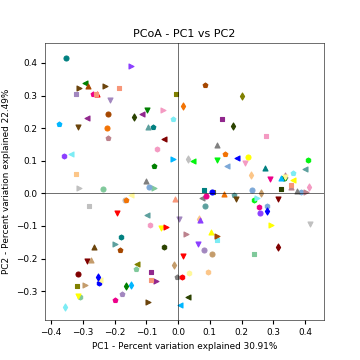 PCoA - PC1 vs PC2
PC2 - Percent variation explained 22.49%
0.4
0.3
0.2
0.1
0.0
−0.1
−0.2
−0.3
−0.4 −0.3 −0.2 −0.1 0.0 0.1 0.2 0.3 0.4
PC1 - Percent variation explained 30.91%